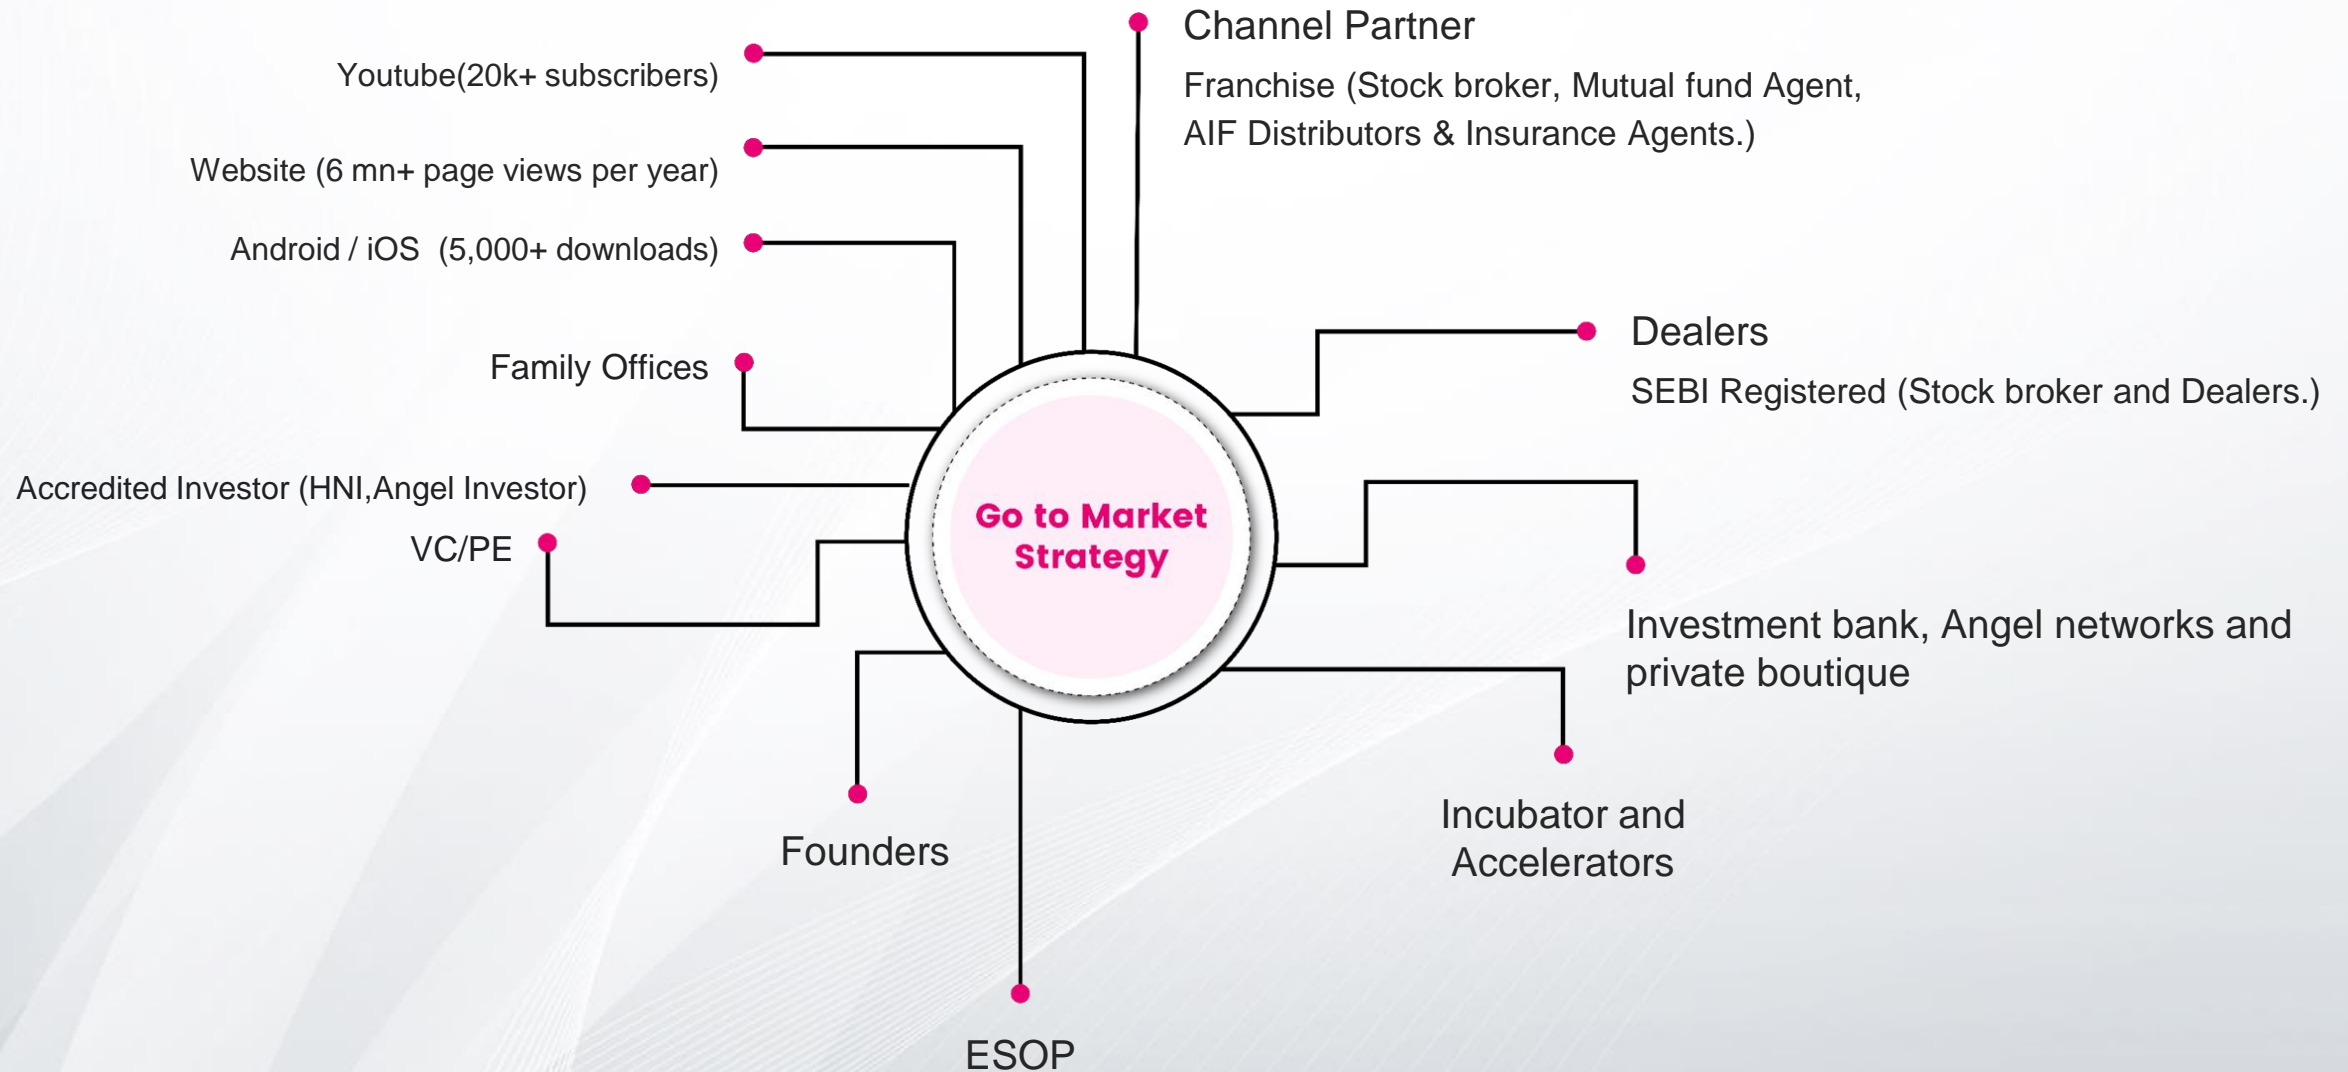 Channel Partner
Franchise (Stock broker, Mutual fund Agent,
AIF Distributors & Insurance Agents.)
Youtube(20k+ subscribers)
Website (6 mn+ page views per year)
Android / iOS  (5,000+ downloads)
Family Offices
Accredited Investor (HNI,Angel Investor)
VC/PE
Go to Market
Strategy
Dealers
SEBI Registered (Stock broker and Dealers.)
Investment bank, Angel networks and
private boutique
Incubator and
Accelerators
Founders
ESOP